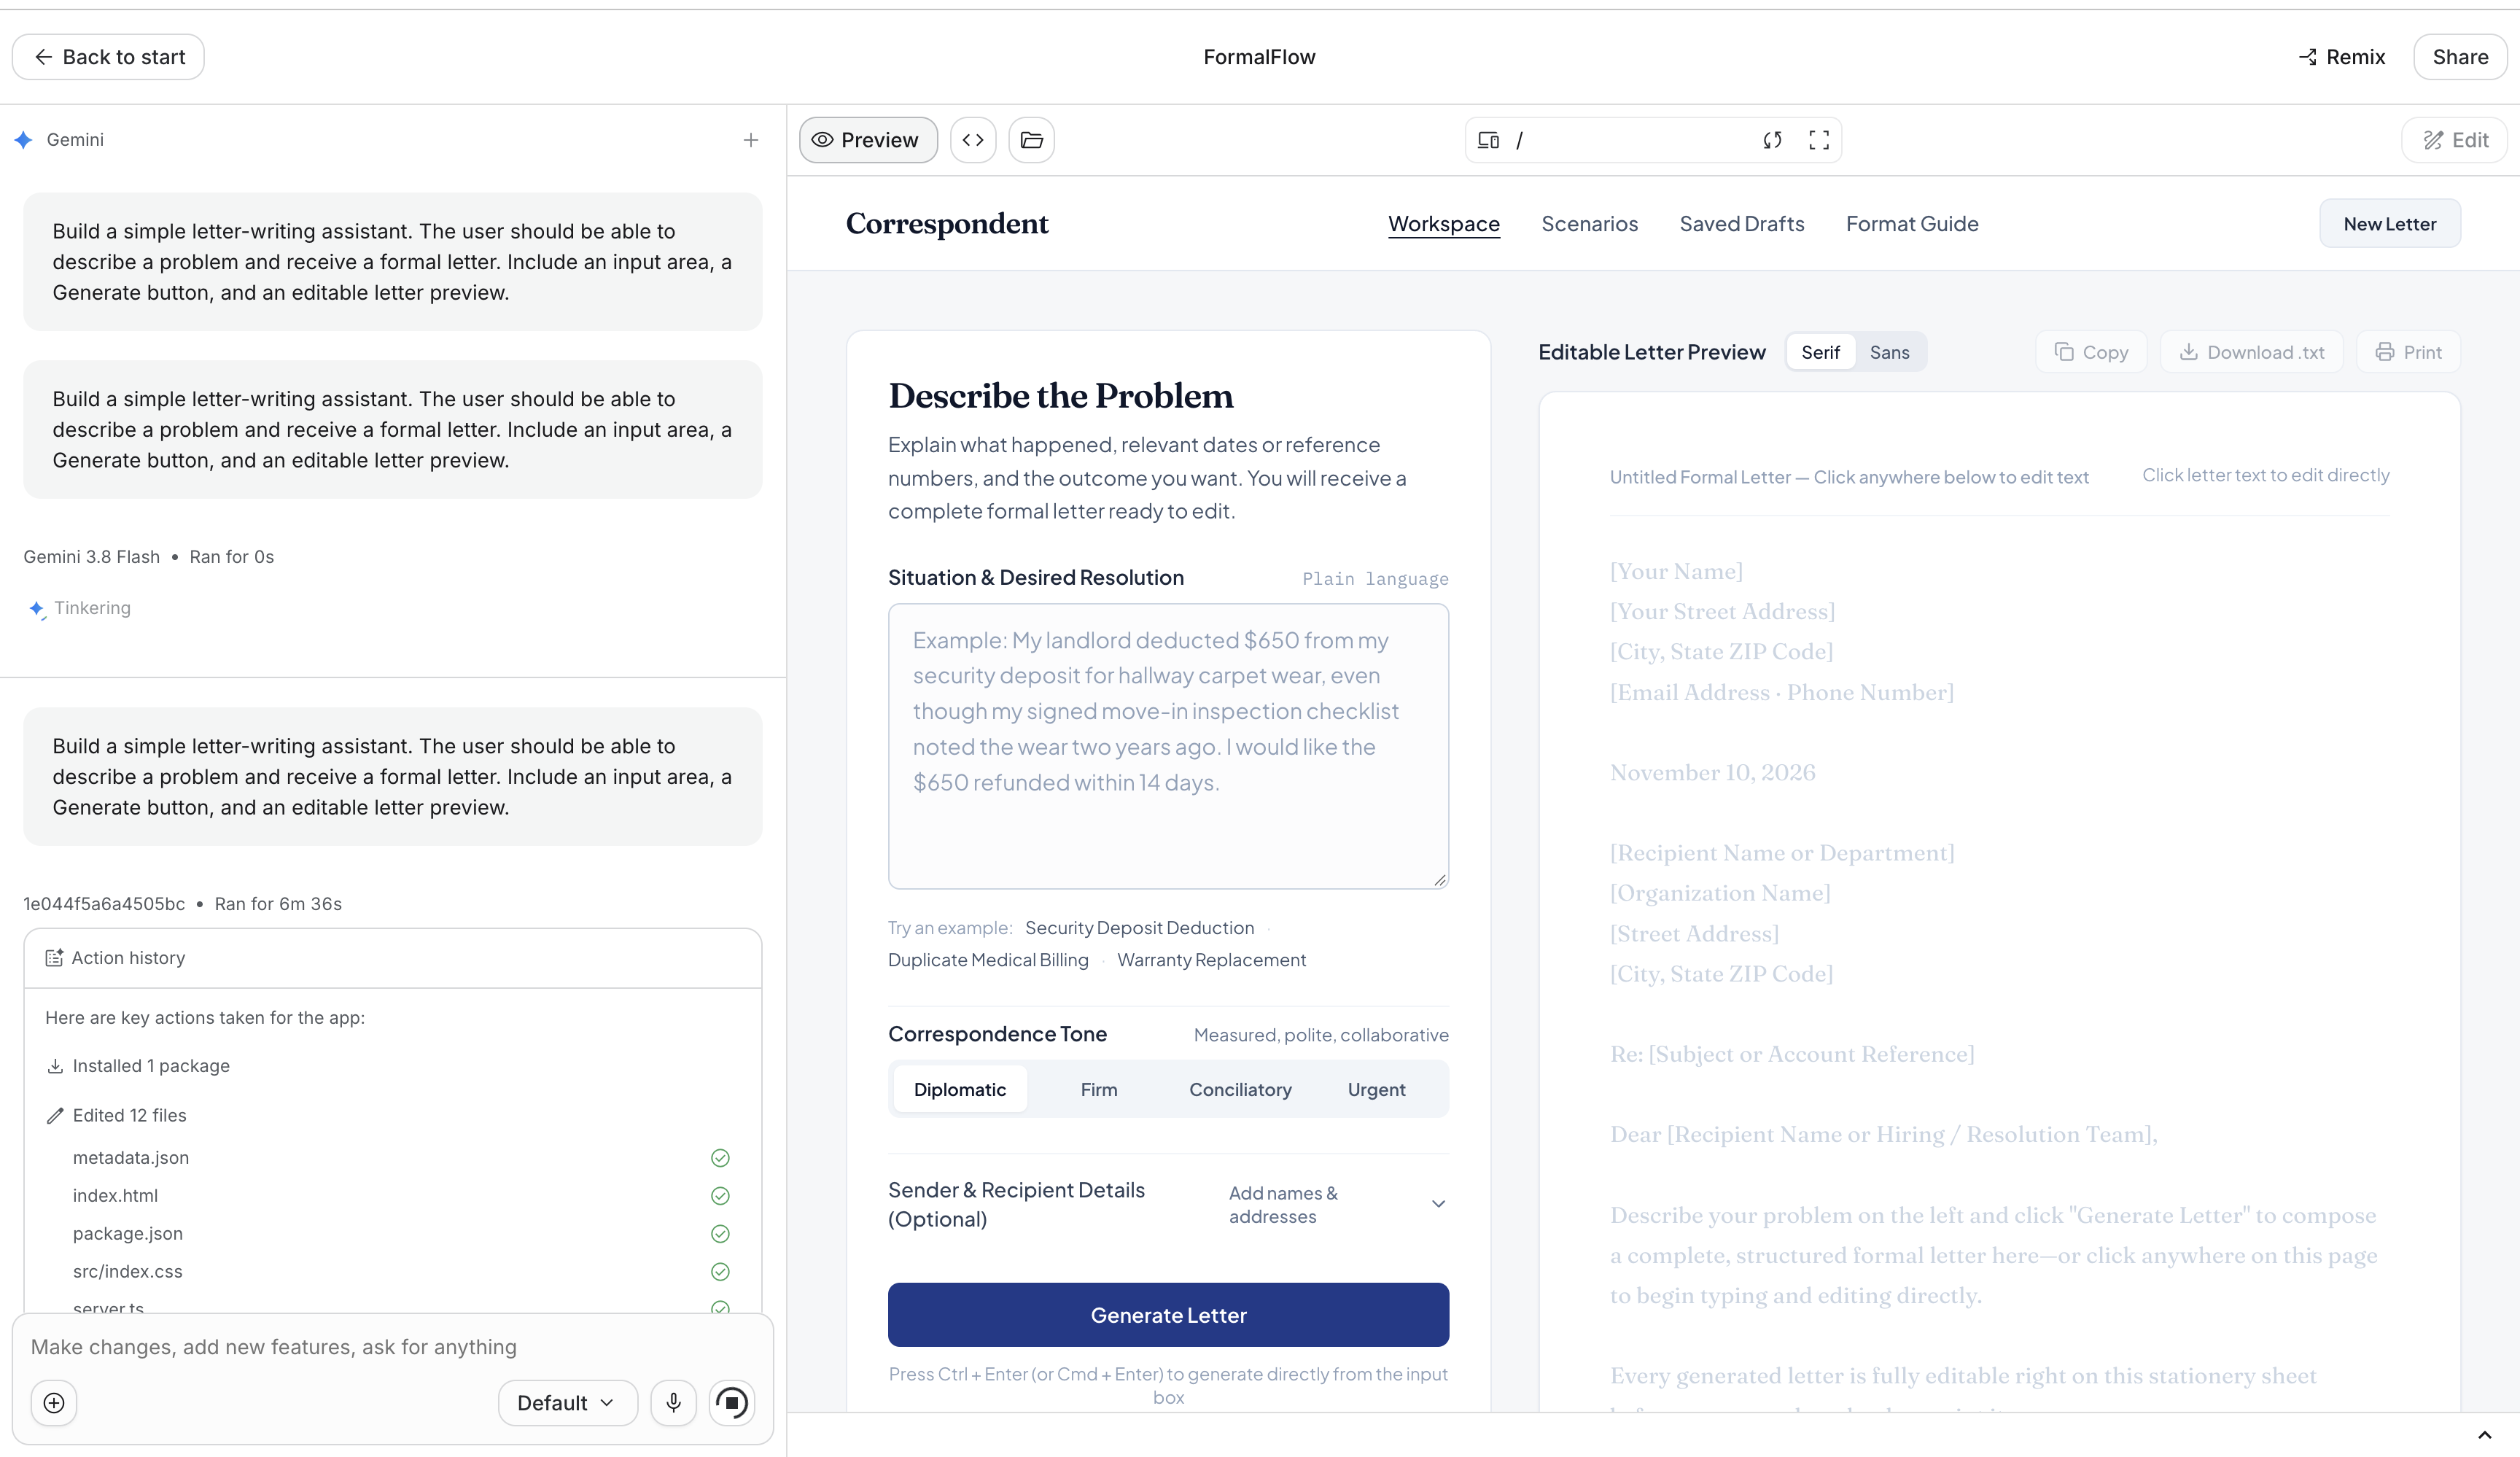 Back to start
FormalFlow
Remix
Share
Gemini
Build a simple letter-writing assistant. The user should be able to
describe a problem and receive a formal letter. Include an input area, a
Generate button, and an editable letter preview.
Build a simple letter-writing assistant. The user should be able to
describe a problem and receive a formal letter. Include an input area, a
Generate button, and an editable letter preview.
Gemini 3.8 Flash • Ran for 0s
Tinkering
Build a simple letter-writing assistant. The user should be able to
describe a problem and receive a formal letter. Include an input area, a
Generate button, and an editable letter preview.
1e044f5a6a4505bc • Ran for 6m 36s
Action history
Here are key actions taken for the app:
Installed 1 package
Edited 12 files
metadata.json
index.html
package.json
src/index.css
server.ts
Make changes, add new features, ask for anything
Default
Preview
/
Edit
Correspondent
Workspace
Scenarios
Saved Drafts
Format Guide
New Letter
Describe the Problem
Explain what happened, relevant dates or reference
numbers, and the outcome you want. You will receive a
complete formal letter ready to edit.
Situation & Desired Resolution
Plain language
Example: My landlord deducted $650 from my
security deposit for hallway carpet wear, even
though my signed move-in inspection checklist
noted the wear two years ago. I would like the
$650 refunded within 14 days.
Try an example: Security Deposit Deduction ·
Duplicate Medical Billing · Warranty Replacement
Correspondence Tone
Measured, polite, collaborative
Diplomatic
Firm
Conciliatory
Urgent
Sender & Recipient Details
(Optional)
Add names &
addresses
Generate Letter
Press Ctrl + Enter (or Cmd + Enter) to generate directly from the input
box
Editable Letter Preview
Serif
Sans
Copy
Download .txt
Print
Untitled Formal Letter — Click anywhere below to edit text
Click letter text to edit directly
[Your Name]
[Your Street Address]
[City, State ZIP Code]
[Email Address · Phone Number]
November 10, 2026
[Recipient Name or Department]
[Organization Name]
[Street Address]
[City, State ZIP Code]
Re: [Subject or Account Reference]
Dear [Recipient Name or Hiring / Resolution Team],
Describe your problem on the left and click "Generate Letter" to compose
a complete, structured formal letter here—or click anywhere on this page
to begin typing and editing directly.
Every generated letter is fully editable right on this stationery sheet